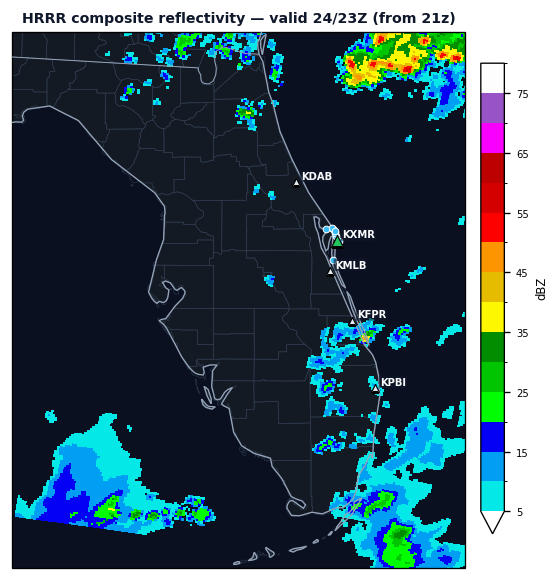 HRRR composite reflectivity — valid 24/23Z (from 21z)
KDAB
KXMR
KMLB
KFPR
KPBI
75
65
55
45
35
25
15
5
dBZ